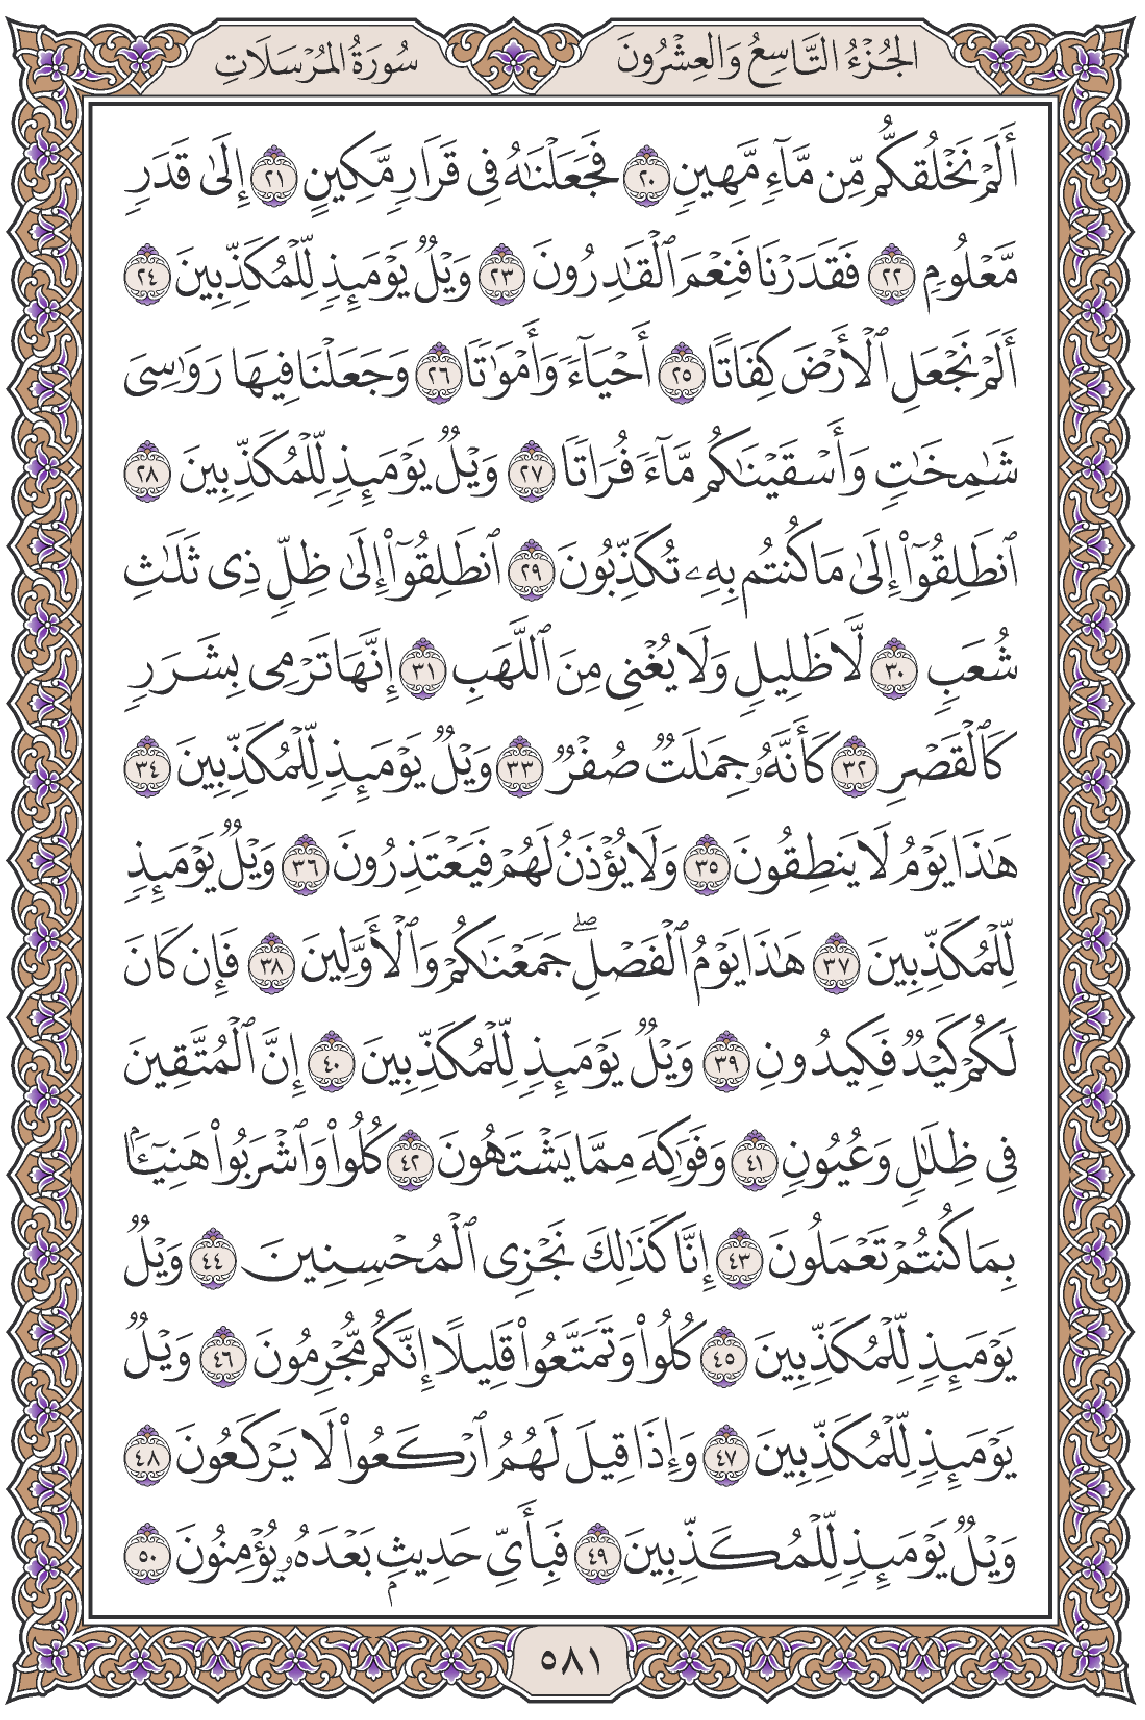 الجُزْءُ التَّاسِعُ وَالعِشْرُونَ
سُورَةُ المُرْسَلَاتِ
أَلَمْ نَخْلُقكُّم مِّن مَّآءٍ مَّهِينٍ ٢٠ فَجَعَلْنَٰهُ فِى قَرَارٍ مَّكِينٍ ٢١ إِلَىٰ قَدَرٍ
مَّعْلُومٍ ٢٢ فَقَدَرْنَا فَنِعْمَ ٱلْقَٰدِرُونَ ٢٣ وَيْلٌ يَوْمَئِذٍ لِّلْمُكَذِّبِينَ ٢٤
أَلَمْ نَجْعَلِ ٱلْأَرْضَ كِفَاتًا ٢٥ أَحْيَآءً وَأَمْوَٰتًا ٢٦ وَجَعَلْنَا فِيهَا رَوَٰسِىَ
شَٰمِخَٰتٍ وَأَسْقَيْنَٰكُم مَّآءً فُرَاتًا ٢٧ وَيْلٌ يَوْمَئِذٍ لِّلْمُكَذِّبِينَ ٢٨
ٱنطَلِقُوٓا۟ إِلَىٰ مَا كُنتُم بِهِۦ تُكَذِّبُونَ ٢٩ ٱنطَلِقُوٓا۟ إِلَىٰ ظِلٍّ ذِى ثَلَٰثِ
شُعَبٍ ٣٠ لَّا ظَلِيلٍ وَلَا يُغْنِى مِنَ ٱللَّهَبِ ٣١ إِنَّهَا تَرْمِى بِشَرَرٍ
كَٱلْقَصْرِ ٣٢ كَأَنَّهُۥ جِمَٰلَتٌ صُفْرٌ ٣٣ وَيْلٌ يَوْمَئِذٍ لِّلْمُكَذِّبِينَ ٣٤
هَٰذَا يَوْمُ لَا يَنطِقُونَ ٣٥ وَلَا يُؤْذَنُ لَهُمْ فَيَعْتَذِرُونَ ٣٦ وَيْلٌ يَوْمَئِذٍ
لِّلْمُكَذِّبِينَ ٣٧ هَٰذَا يَوْمُ ٱلْفَصْلِ ۖ جَمَعْنَٰكُمْ وَٱلْأَوَّلِينَ ٣٨ فَإِن كَانَ
لَكُمْ كَيْدٌ فَكِيدُونِ ٣٩ وَيْلٌ يَوْمَئِذٍ لِّلْمُكَذِّبِينَ ٤٠ إِنَّ ٱلْمُتَّقِينَ
فِى ظِلَٰلٍ وَعُيُونٍ ٤١ وَفَوَٰكِهَ مِمَّا يَشْتَهُونَ ٤٢ كُلُوا۟ وَٱشْرَبُوا۟ هَنِيٓـًٔۢا
بِمَا كُنتُمْ تَعْمَلُونَ ٤٣ إِنَّا كَذَٰلِكَ نَجْزِى ٱلْمُحْسِنِينَ ٤٤ وَيْلٌ
يَوْمَئِذٍ لِّلْمُكَذِّبِينَ ٤٥ كُلُوا۟ وَتَمَتَّعُوا۟ قَلِيلًا إِنَّكُم مُّجْرِمُونَ ٤٦ وَيْلٌ
يَوْمَئِذٍ لِّلْمُكَذِّبِينَ ٤٧ وَإِذَا قِيلَ لَهُمُ ٱرْكَعُوا۟ لَا يَرْكَعُونَ ٤٨
وَيْلٌ يَوْمَئِذٍ لِّلْمُكَذِّبِينَ ٤٩ فَبِأَىِّ حَدِيثٍۭ بَعْدَهُۥ يُؤْمِنُونَ ٥٠
٥٨١